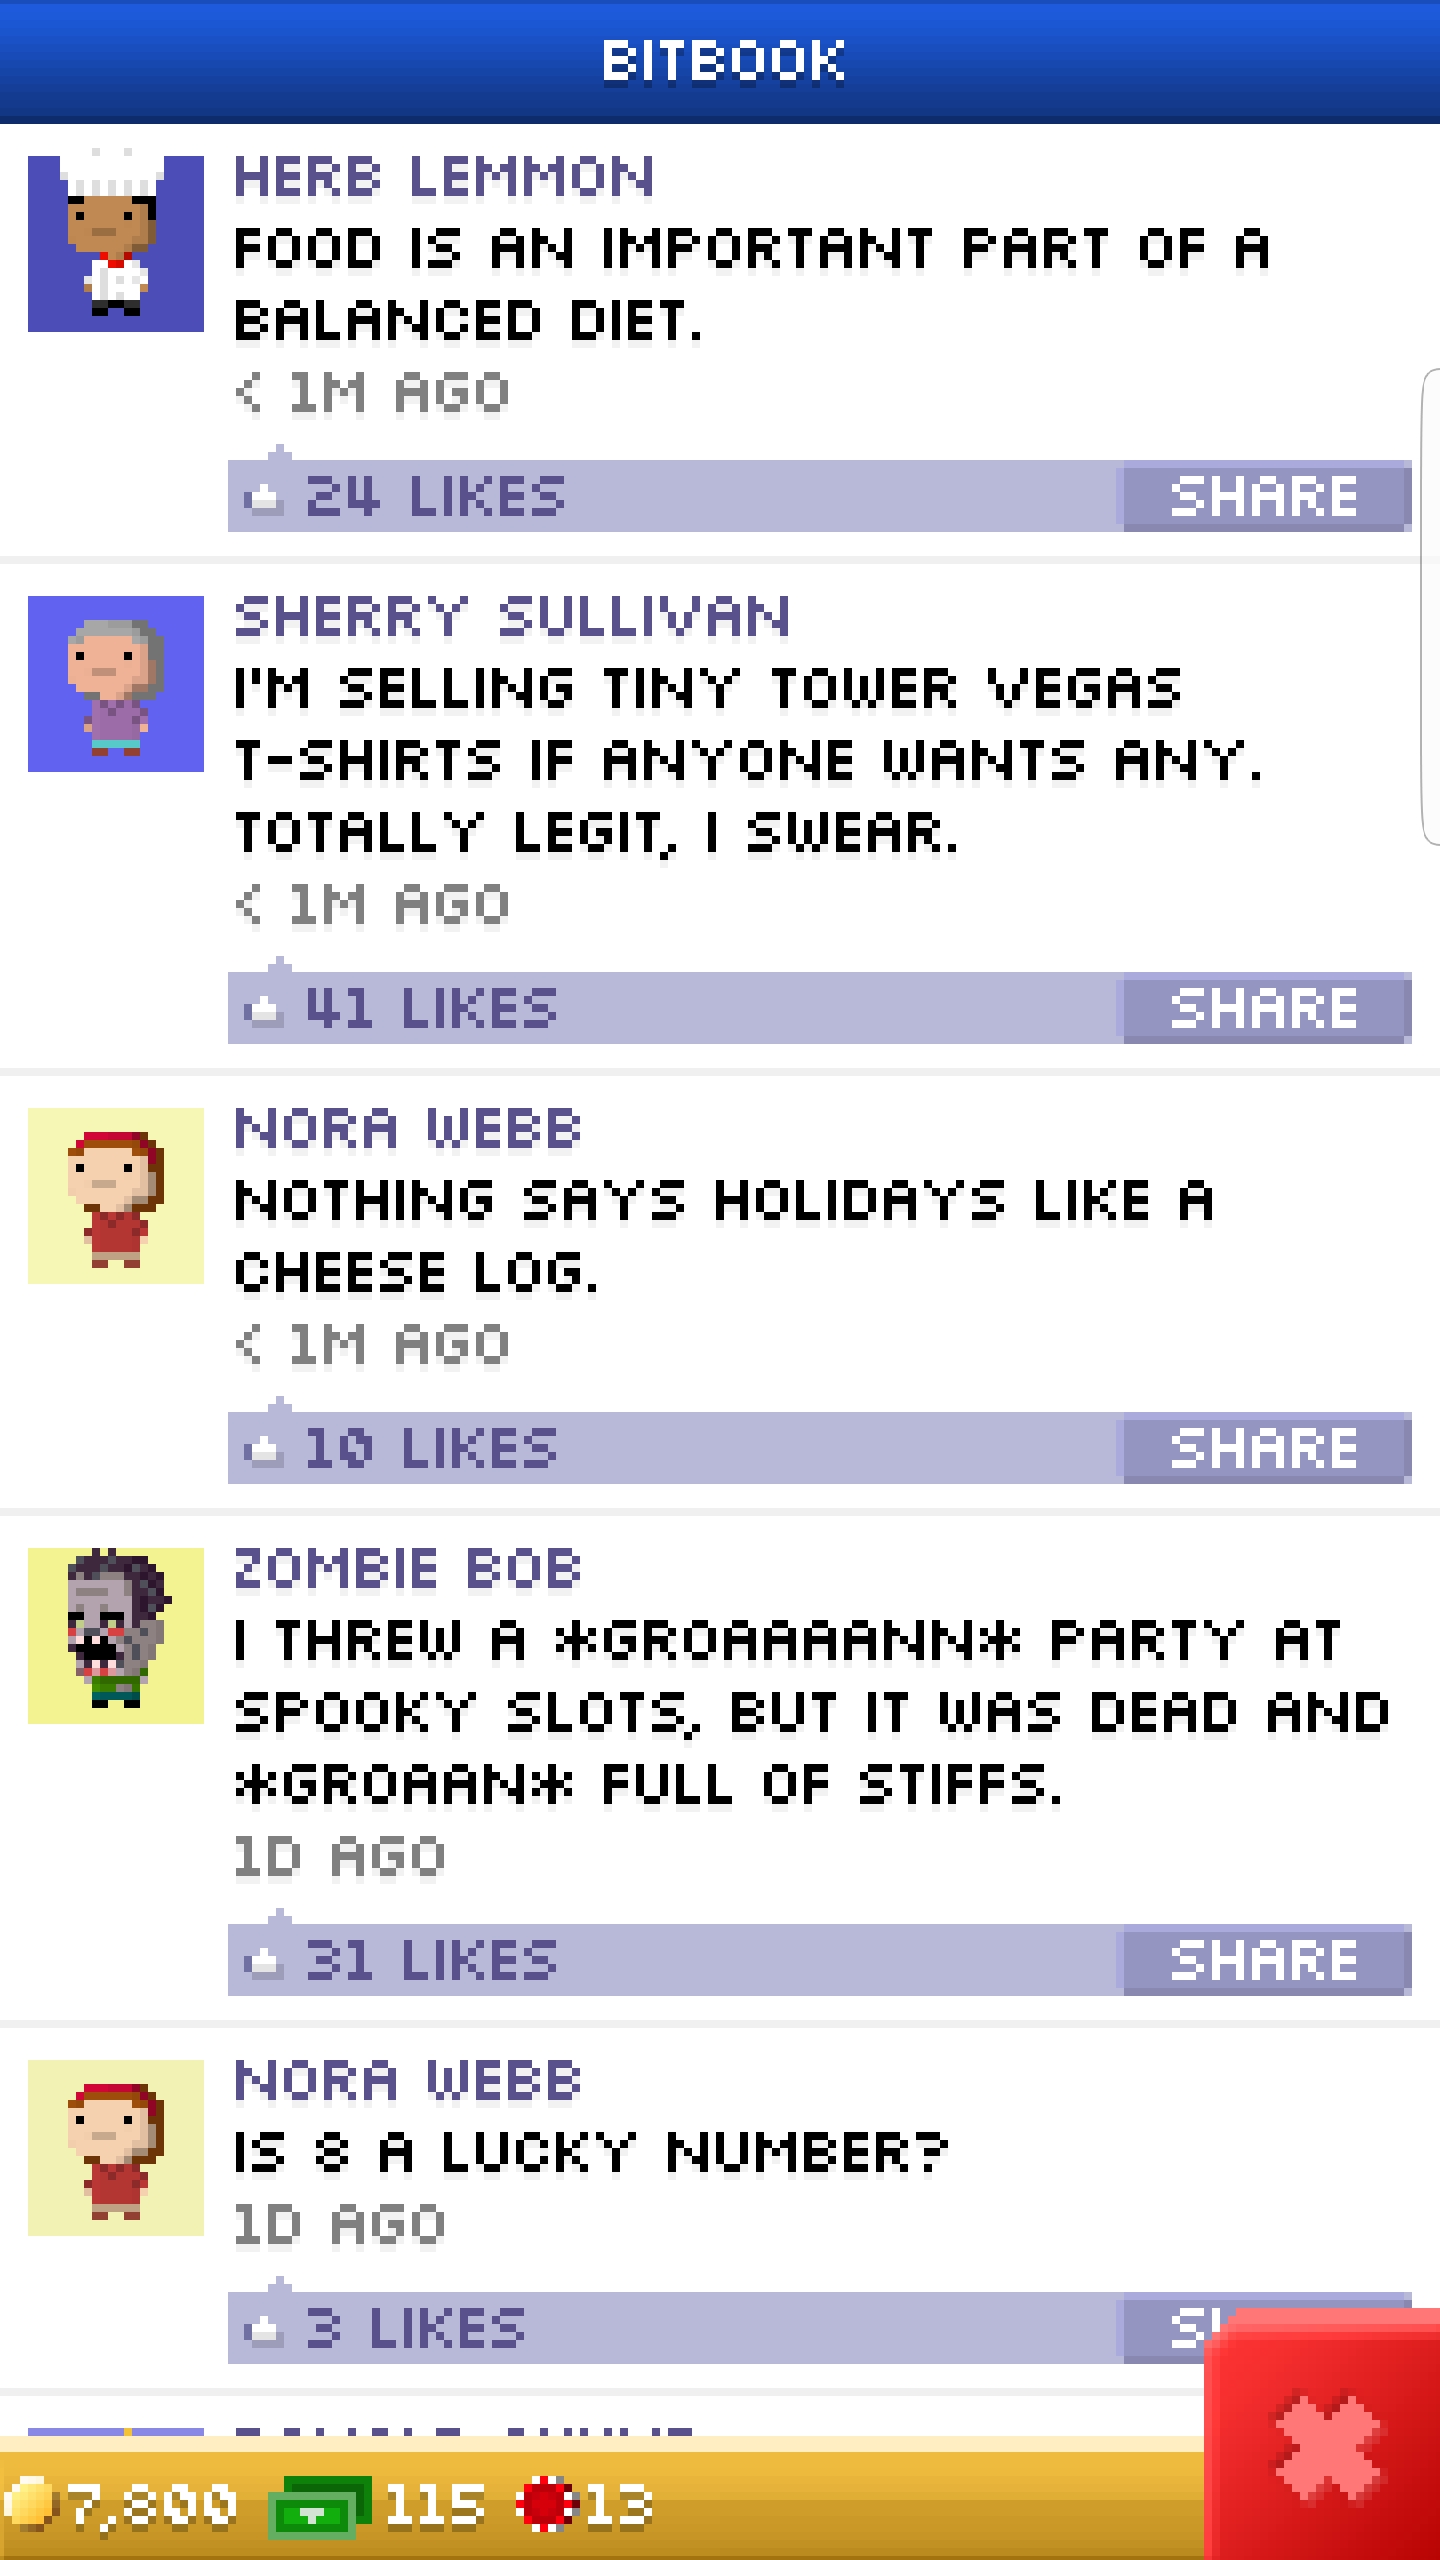 BITBOOK
HERB LEMMON
FOOD IS AN IMPORTANT PART OF A
BALANCED DIET.
< 1M AGO
24 LIKES SHARE
SHERRY SULLIVAN
I'M SELLING TINY TOWER VEGAS
T-SHIRTS IF ANYONE WANTS ANY.
TOTALLY LEGIT, I SWEAR.
< 1M AGO
41 LIKES SHARE
NORA WEBB
NOTHING SAYS HOLIDAYS LIKE A
CHEESE LOG.
< 1M AGO
10 LIKES SHARE
ZOMBIE BOB
I THREW A *GROAAAANN* PARTY AT
SPOOKY SLOTS, BUT IT WAS DEAD AND
*GROAAN* FULL OF STIFFS.
1D AGO
31 LIKES SHARE
NORA WEBB
IS 8 A LUCKY NUMBER?
1D AGO
3 LIKES
7,800 115 13